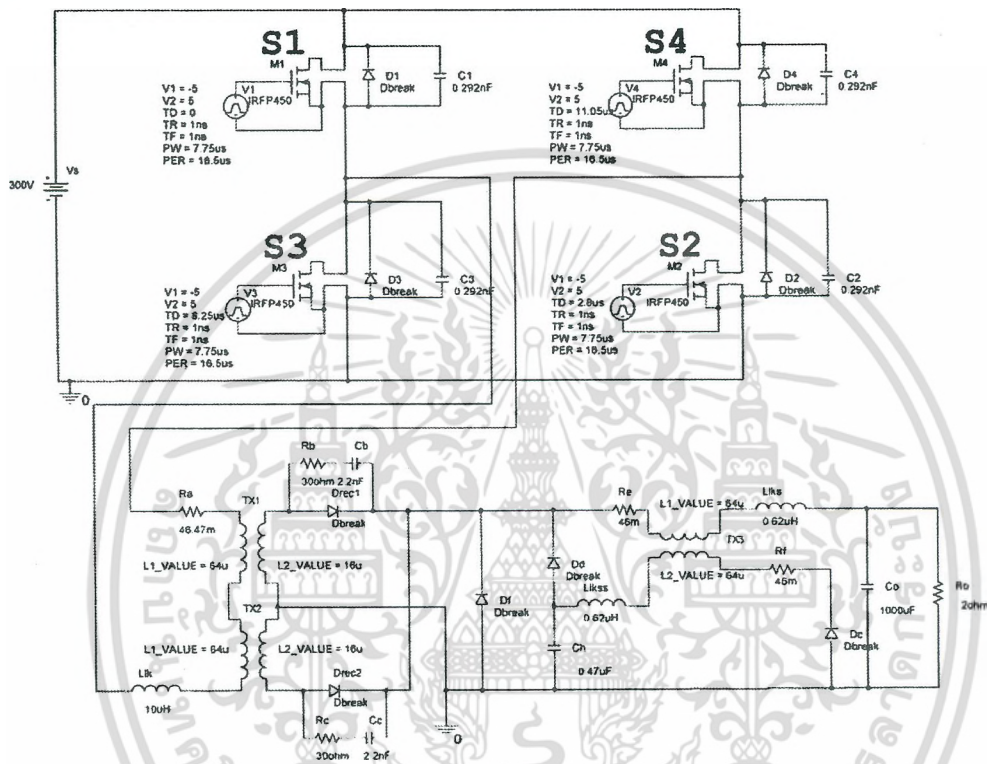 S1
M1
D1
Dbreak
C1
0.292nF
V1
IRFP450
V1 = -5
V2 = 5
TD = 0
TR = 1ns
TF = 1ns
PW = 7.75us
PER = 16.5us
S4
M4
D4
Dbreak
C4
0.292nF
V4
IRFP450
V1 = -5
V2 = 5
TD = 11.05us
TR = 1ns
TF = 1ns
PW = 7.75us
PER = 16.5us
Vs
300V
S3
M3
D3
Dbreak
C3
0.292nF
V3
IRFP450
V1 = -5
V2 = 5
TD = 8.25us
TR = 1ns
TF = 1ns
PW = 7.75us
PER = 16.5us
S2
M2
D2
Dbreak
C2
0.292nF
V2
IRFP450
V1 = -5
V2 = 5
TD = 2.8us
TR = 1ns
TF = 1ns
PW = 7.75us
PER = 16.5us
0
Rb
Cb
30ohm 2.2nF
Drec1
Dbreak
Ra
46.47m
TX1
L1_VALUE = 64u
L2_VALUE = 16u
TX2
L1_VALUE = 64u
L2_VALUE = 16u
Llk
10uH
Drec2
Dbreak
Rc
Cc
30ohm
2.2nF
0
Df
Dbreak
Dd
Dbreak
Llkss
0.62uH
Ch
0.47uF
Re
45m
L1_VALUE = 64u
TX3
L2_VALUE = 64u
Llks
0.62uH
Rf
45m
Dc
Dbreak
Co
1000uF
Ro
2ohm